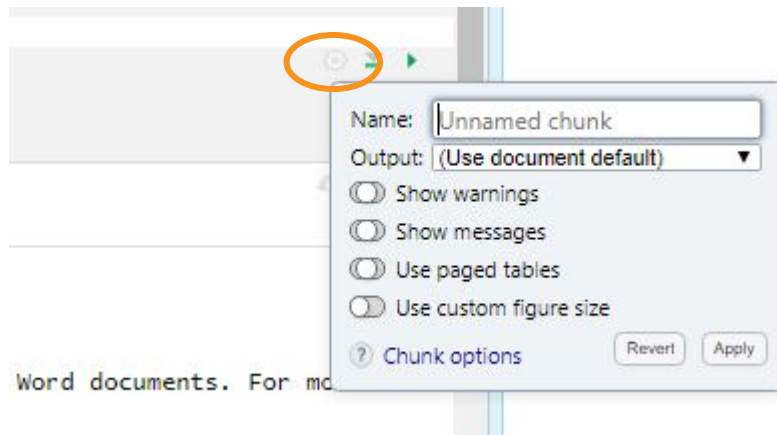 Name: Unnamed chunk
Output: (Use document default)
Show warnings
Show messages
Use paged tables
Use custom figure size
? Chunk options Revert Apply
Word documents. For mo